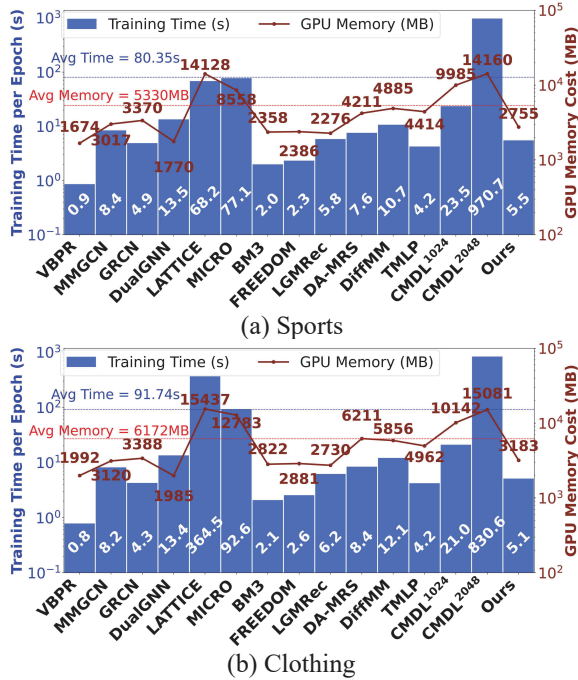 Training Time (s) GPU Memory (MB)
Training Time per Epoch (s)
GPU Memory Cost (MB)
10³
10²
10¹
10⁰
10⁻¹
10⁵
10⁴
10³
10²
Avg Time = 80.35s
Avg Memory = 5330MB
1674 3017 3370 1770 14128 8558 2358 2386 2276 4211 4885 4414 9985 14160 2755
0.9 8.4 4.9 13.5 68.2 77.1 2.0 2.3 5.8 7.6 10.7 4.2 23.5 970.7 5.5
VBPR MMGCN GRCN DualGNN LATTICE MICRO BM3 FREEDOM LGMRec DA-MRS DiffMM TMLP CMDL 1024 CMDL 2048 Ours
(a) Sports
Training Time (s) GPU Memory (MB)
Training Time per Epoch (s)
GPU Memory Cost (MB)
10³
10²
10¹
10⁰
10⁻¹
10⁵
10⁴
10³
10²
Avg Time = 91.74s
Avg Memory = 6172MB
1992 3120 3388 1985 15437 12783 2822 2881 2730 6211 5856 4962 10142 15081 3183
0.8 8.2 4.3 13.4 364.5 92.6 2.1 2.6 6.2 8.4 12.1 4.2 21.0 830.6 5.1
VBPR MMGCN GRCN DualGNN LATTICE MICRO BM3 FREEDOM LGMRec DA-MRS DiffMM TMLP CMDL 1024 CMDL 2048 Ours
(b) Clothing